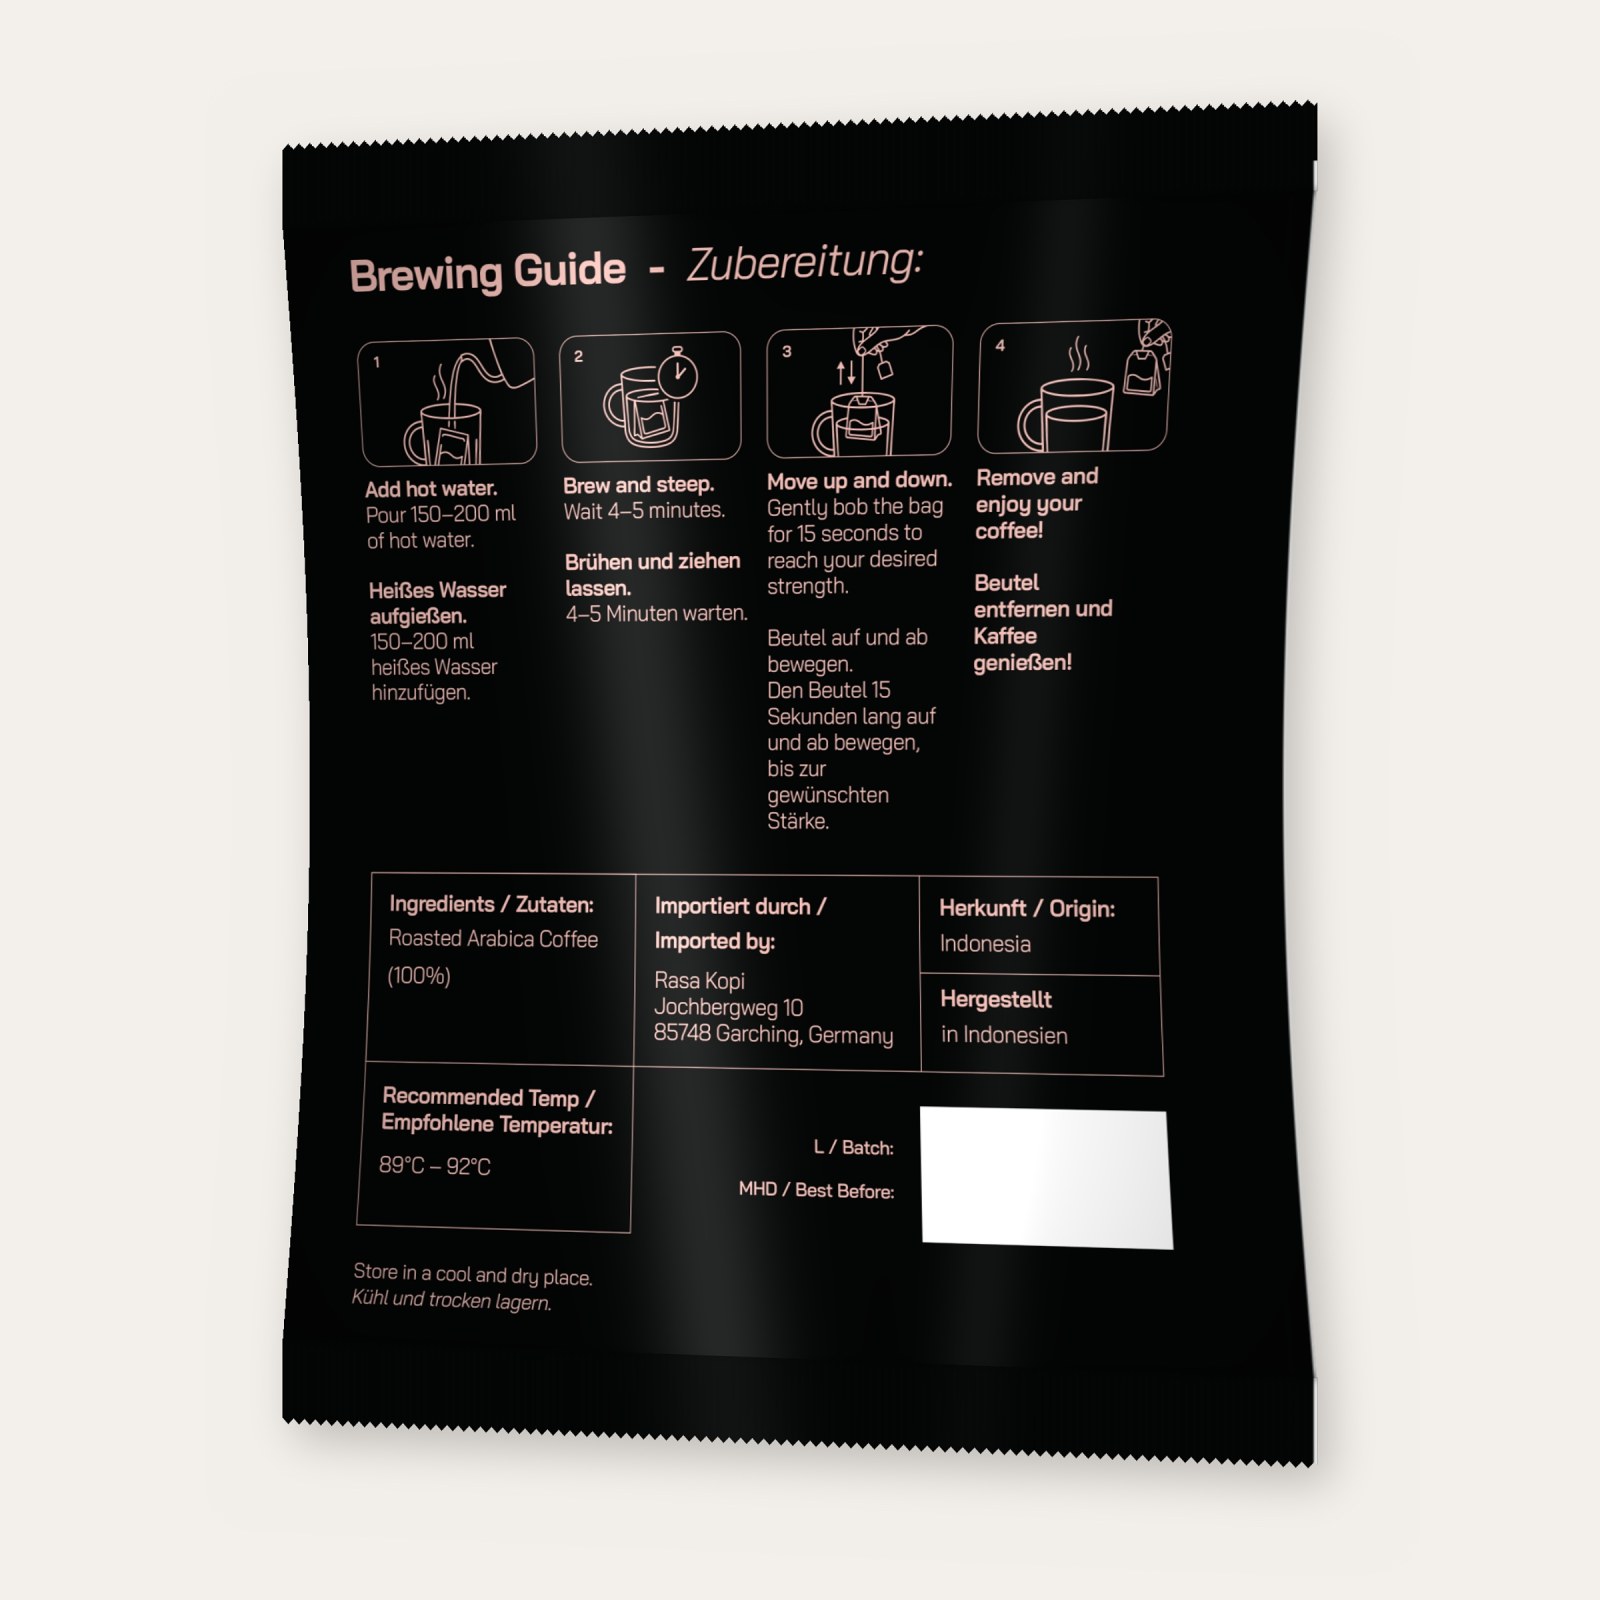 Brewing Guide - Zubereitung:
1
Add hot water.
Pour 150–200 ml
of hot water.
Heißes Wasser
aufgießen.
150–200 ml
heißes Wasser
hinzufügen.
2
Brew and steep.
Wait 4–5 minutes.
Brühen und ziehen
lassen.
4–5 Minuten warten.
3
Move up and down.
Gently bob the bag
for 15 seconds to
reach your desired
strength.
Beutel auf und ab
bewegen.
Den Beutel 15
Sekunden lang auf
und ab bewegen,
bis zur
gewünschten
Stärke.
4
Remove and
enjoy your
coffee!
Beutel
entfernen und
Kaffee
genießen!
Ingredients / Zutaten:
Roasted Arabica Coffee
(100%)
Importiert durch /
Imported by:
Rasa Kopi
Jochbergweg 10
85748 Garching, Germany
Herkunft / Origin:
Indonesia
Hergestellt
in Indonesien
Recommended Temp /
Empfohlene Temperatur:
89°C – 92°C
L / Batch:
MHD / Best Before:
Store in a cool and dry place.
Kühl und trocken lagern.